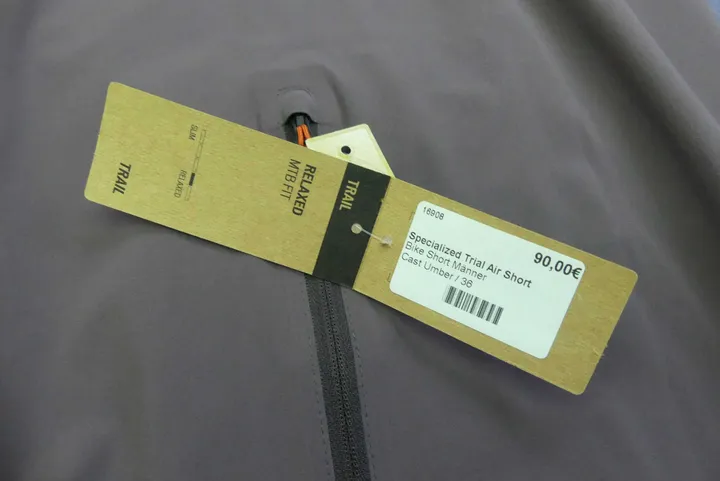 TRAIL
SLIM
RELAXED
RELAXED
MTB FIT
TRAIL
16908
90,00€
Specialized Trial Air Short
Bike Short Männer
Cast Umber / 36